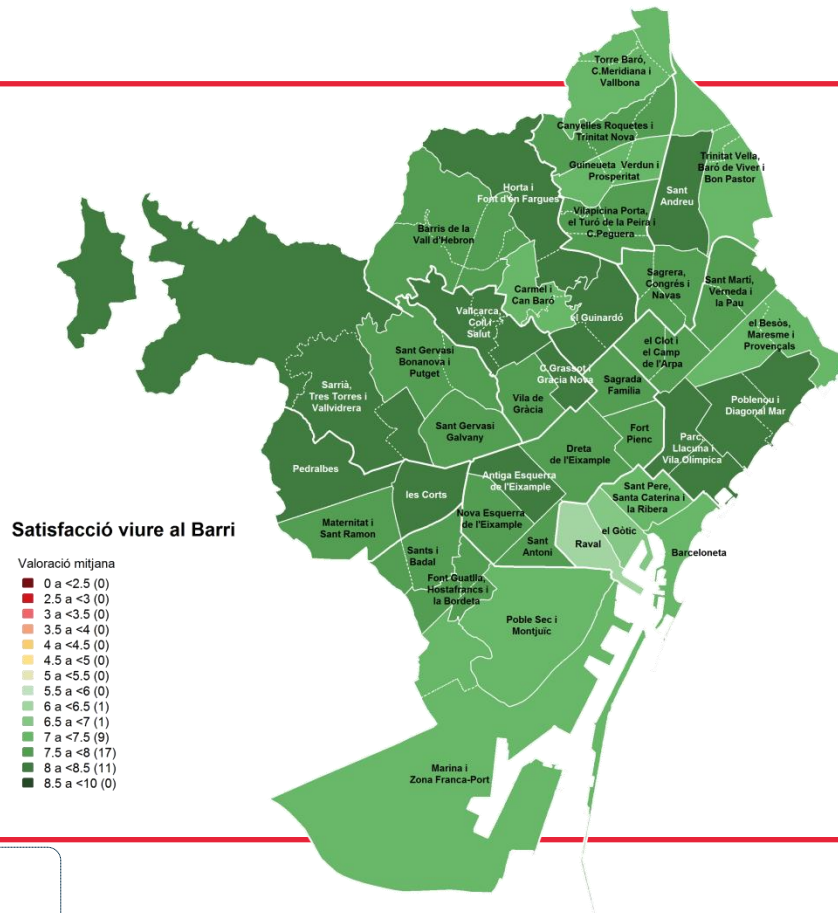 Torre Baró,
C.Meridiana i
Vallbona
Canyelles Roquetes i
Trinitat Nova
Guineueta Verdun i
Prosperitat
Trinitat Vella,
Baró de Viver i
Bon Pastor
Sant
Andreu
Horta i
Font d'en Fargues
Vilapicina Porta,
el Turó de la Peira i
C.Peguera
Barris de la
Vall d'Hebron
Sagrera,
Congrés i
Navas
Sant Martí,
Verneda i
la Pau
Carmel i
Can Baró
Vallcarca,
Coll i
Salut
el Guinardó
el Besòs,
Maresme i
Provençals
el Clot i
el Camp
de l'Arpa
Sant Gervasi
Bonanova i
Putget
C.Grassot i
Gràcia Nova
Sagrada
Família
Sarrià,
Tres Torres i
Vallvidrera
Vila de
Gràcia
Poblenou i
Diagonal Mar
Sant Gervasi
Galvany
Fort
Pienc
Parc,
Llacuna i
Vila Olímpica
Dreta
de l'Eixample
Pedralbes
Antiga Esquerra
de l'Eixample
les Corts
Sant Pere,
Santa Caterina i
la Ribera
Maternitat i
Sant Ramon
Nova Esquerra
de l'Eixample
el Gòtic
Sant
Antoni
Raval
Barceloneta
Sants i
Badal
Font Guatlla,
Hostafrancs i
la Bordeta
Poble Sec i
Montjuïc
Marina i
Zona Franca-Port
Satisfacció viure al Barri
Valoració mitjana
0 a <2.5 (0)
2.5 a <3 (0)
3 a <3.5 (0)
3.5 a <4 (0)
4 a <4.5 (0)
4.5 a <5 (0)
5 a <5.5 (0)
5.5 a <6 (0)
6 a <6.5 (1)
6.5 a <7 (1)
7 a <7.5 (9)
7.5 a <8 (17)
8 a <8.5 (11)
8.5 a <10 (0)